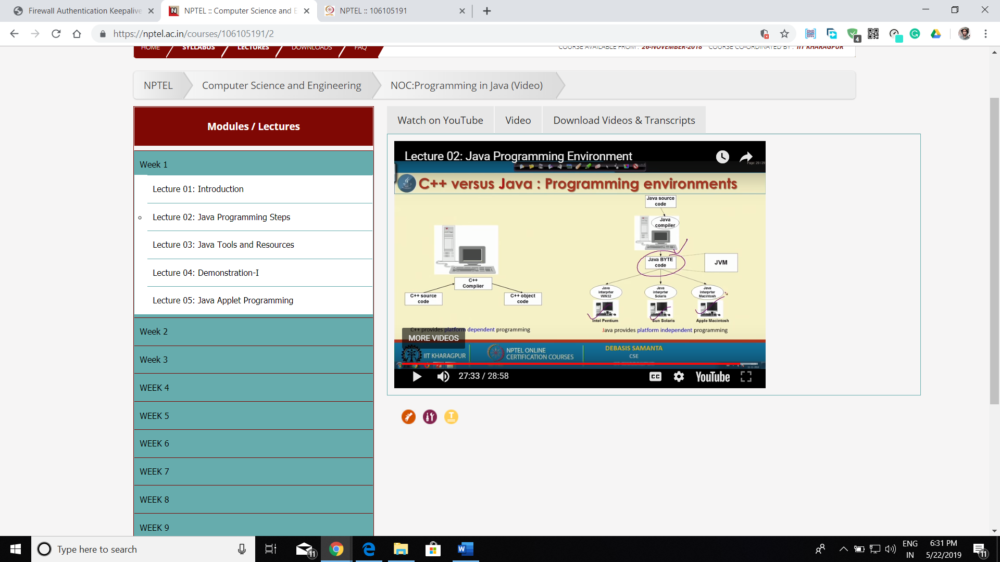 Firewall Authentication Keepalive
NPTEL :: Computer Science and E
NPTEL :: 106105191
https://nptel.ac.in/courses/106105191/2
4
HOME
SYLLABUS
LECTURES
DOWNLOADS
FAQ
COURSE AVAILABLE FROM : 26-NOVEMBER-2018
COURSE CO-ORDINATED BY : IIT KHARAGPUR
NPTEL
Computer Science and Engineering
NOC:Programming in Java (Video)
Modules / Lectures
Week 1
Lecture 01: Introduction
Lecture 02: Java Programming Steps
Lecture 03: Java Tools and Resources
Lecture 04: Demonstration-I
Lecture 05: Java Applet Programming
Week 2
Week 3
WEEK 4
WEEK 5
WEEK 6
WEEK 7
WEEK 8
WEEK 9
Watch on YouTube
Video
Download Videos & Transcripts
Lecture 02: Java Programming Environment
C++ versus Java : Programming environments
C++
Complier
C++ source
code
C++ object
code
C++ provides platform dependent programming
Java source
code
Java
compiler
Java BYTE
code
JVM
Java
interprter
WIN32
Java
interprter
Solaris
Java
interprter
Macintosh
Intel Pentium
Sun Solaris
Apple Macintosh
Java provides platform independent programming
MORE VIDEOS
IIT KHARAGPUR
NPTEL ONLINE
CERTIFICATION COURSES
DEBASIS SAMANTA
CSE
27:33 / 28:58
CC
YouTube
Type here to search
11
W
ENG
IN
6:31 PM
5/22/2019
11